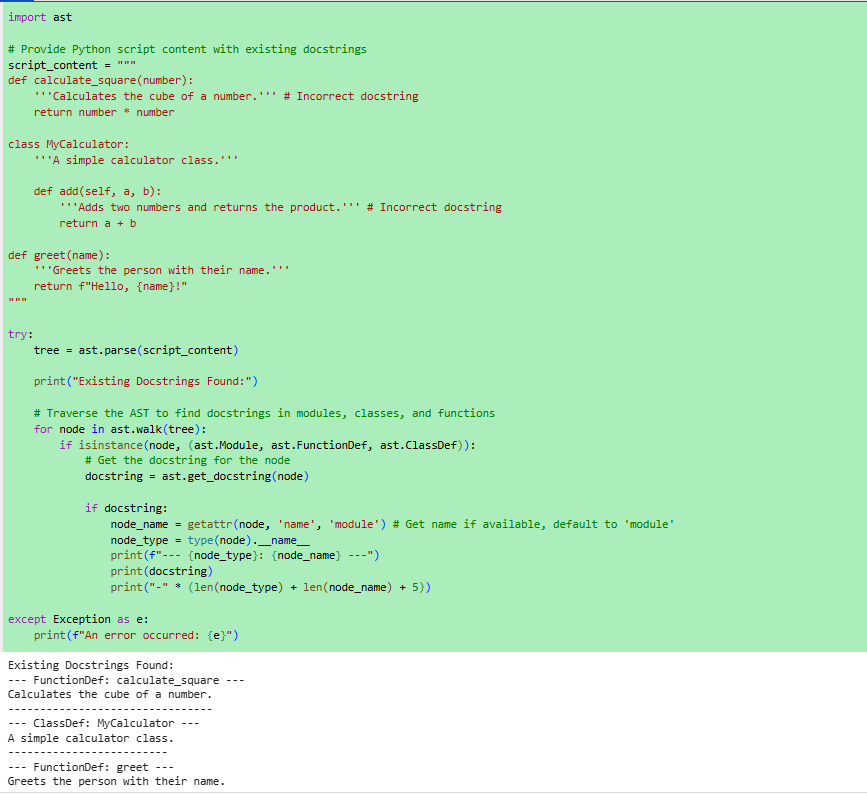 import ast
# Provide Python script content with existing docstrings
script_content = """
def calculate_square(number):
    '''Calculates the cube of a number.''' # Incorrect docstring
    return number * number
class MyCalculator:
    '''A simple calculator class.'''
    def add(self, a, b):
        '''Adds two numbers and returns the product.''' # Incorrect docstring
        return a + b
def greet(name):
    '''Greets the person with their name.'''
    return f"Hello, {name}!"
"""
try:
    tree = ast.parse(script_content)
    print("Existing Docstrings Found:")
    # Traverse the AST to find docstrings in modules, classes, and functions
    for node in ast.walk(tree):
        if isinstance(node, (ast.Module, ast.FunctionDef, ast.ClassDef)):
            # Get the docstring for the node
            docstring = ast.get_docstring(node)
            if docstring:
                node_name = getattr(node, 'name', 'module') # Get name if available, default to 'module'
                node_type = type(node).__name__
                print(f"--- {node_type}: {node_name} ---")
                print(docstring)
                print("-" * (len(node_type) + len(node_name) + 5))
except Exception as e:
    print(f"An error occurred: {e}")
Existing Docstrings Found:
--- FunctionDef: calculate_square ---
Calculates the cube of a number.
--------------------------------
--- ClassDef: MyCalculator ---
A simple calculator class.
-------------------------
--- FunctionDef: greet ---
Greets the person with their name.